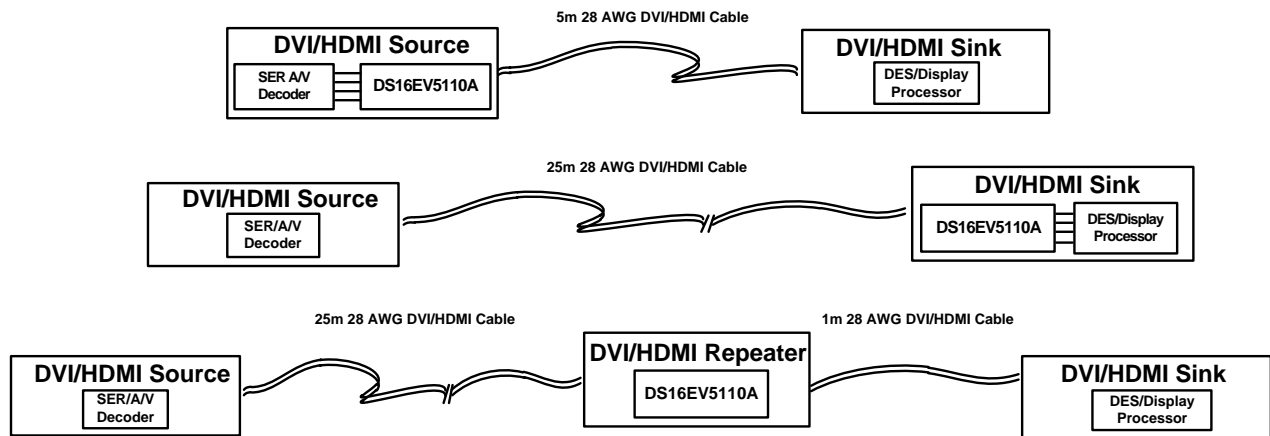 5m 28 AWG DVI/HDMI Cable
DVI/HDMI Source
SER A/V
Decoder
DS16EV5110A
DVI/HDMI Sink
DES/Display
Processor
25m 28 AWG DVI/HDMI Cable
DVI/HDMI Source
SER/A/V
Decoder
DVI/HDMI Sink
DS16EV5110A
DES/Display
Processor
25m 28 AWG DVI/HDMI Cable
1m 28 AWG DVI/HDMI Cable
DVI/HDMI Source
SER/A/V
Decoder
DVI/HDMI Repeater
DS16EV5110A
DVI/HDMI Sink
DES/Display
Processor